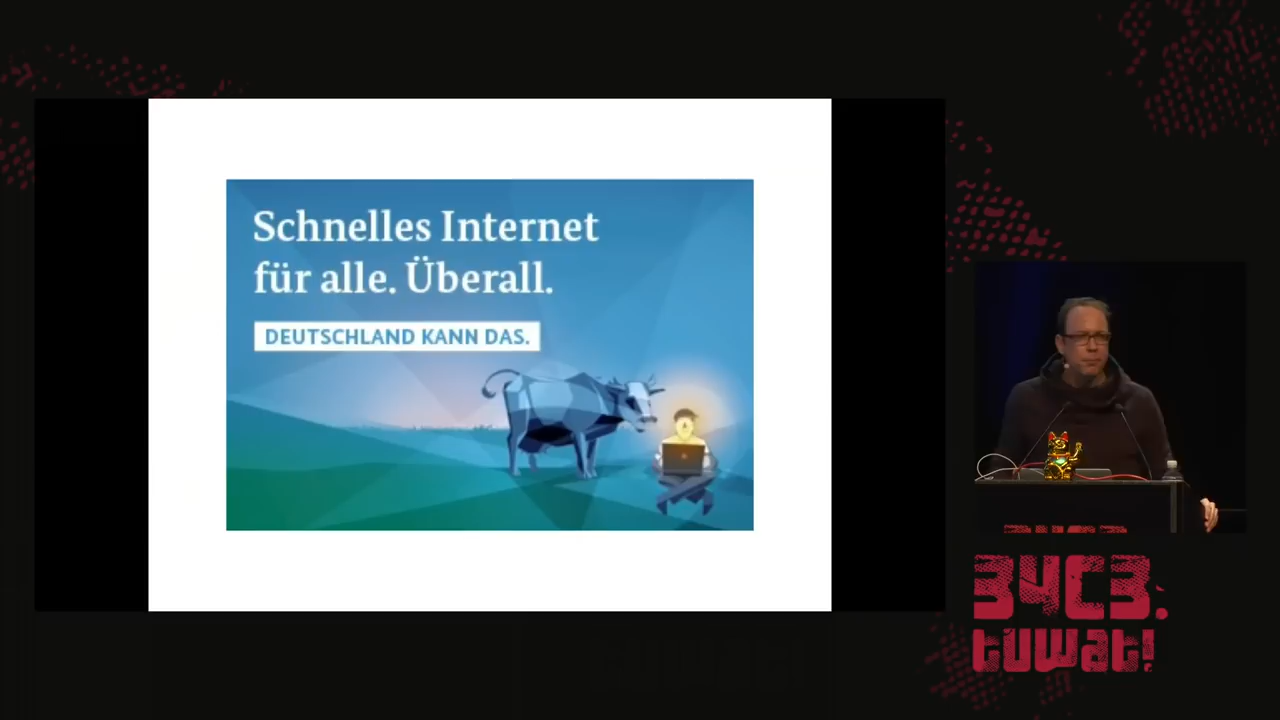 Schnelles Internet
für alle. Überall.
DEUTSCHLAND KANN DAS.
34C3.
tuwat!